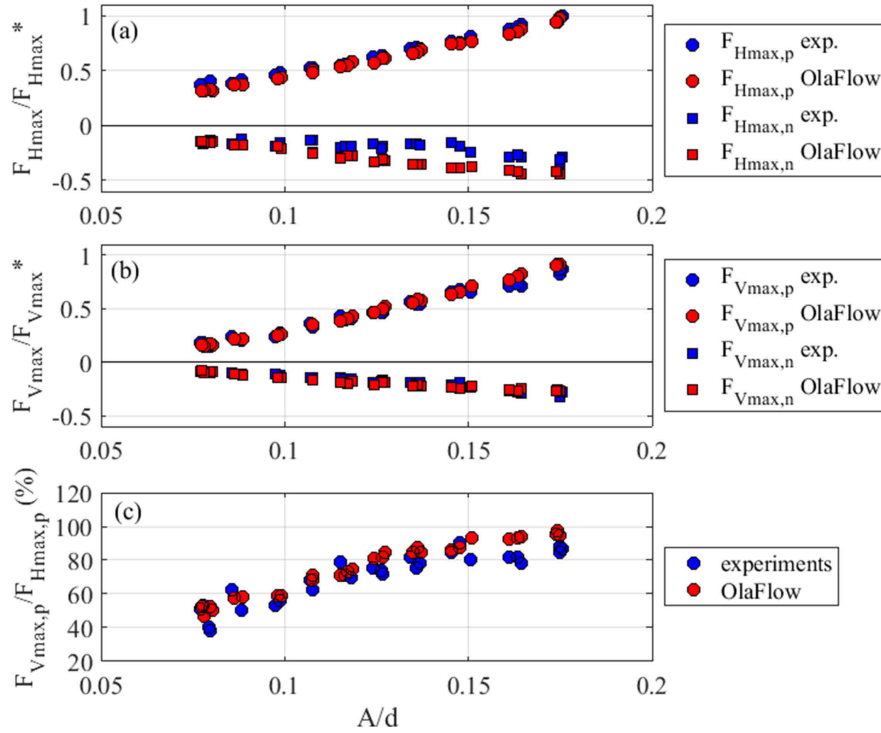 (a)
F_Hmax/F_Hmax*
1
0.5
0
-0.5
0.05
0.1
0.15
0.2
F_Hmax,p exp.
F_Hmax,p OlaFlow
F_Hmax,n exp.
F_Hmax,n OlaFlow
(b)
F_Vmax/F_Vmax*
1
0.5
0
-0.5
0.05
0.1
0.15
0.2
F_Vmax,p exp.
F_Vmax,p OlaFlow
F_Vmax,n exp.
F_Vmax,n OlaFlow
(c)
F_Vmax,p/F_Hmax,p (%)
120
100
80
60
40
20
0.05
0.1
0.15
0.2
A/d
experiments
OlaFlow